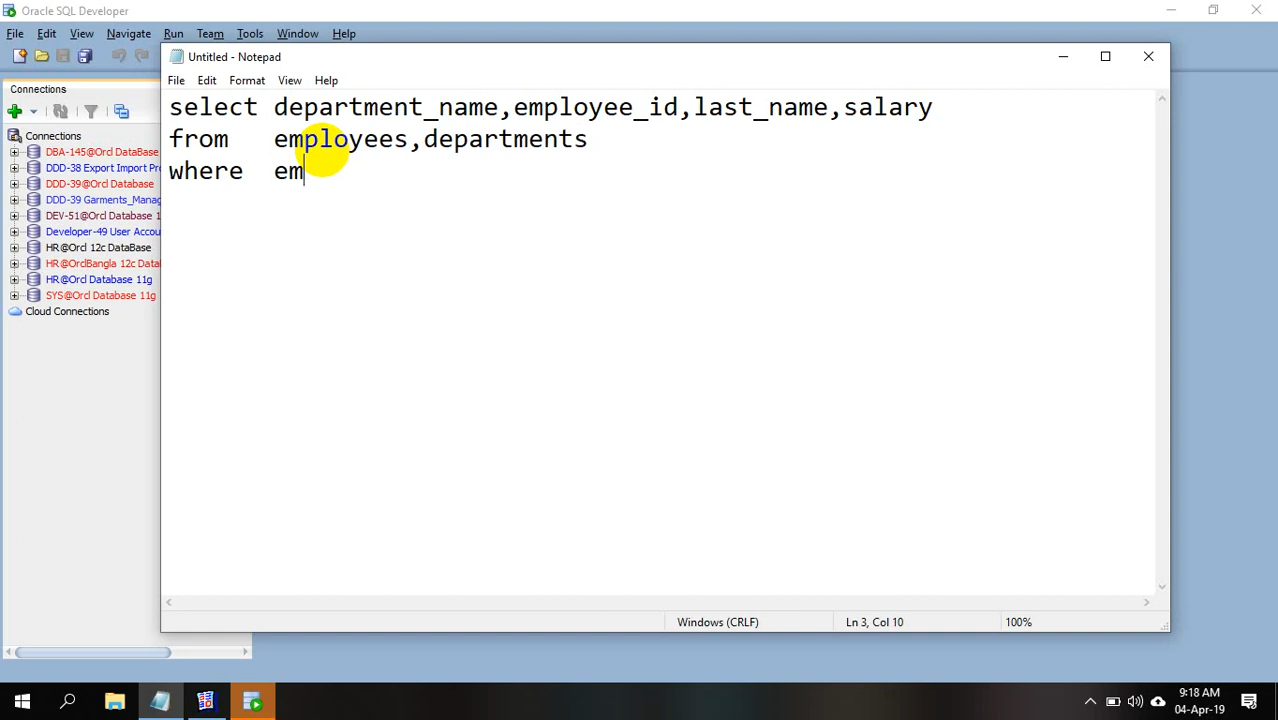 Oracle SQL Developer
File Edit View Navigate Run Team Tools Window Help
Connections
Connections
DBA-145@Orcl DataBase
DDD-38 Export Import Pr
DDD-39@Orcl Database
DDD-39 Garments_Manag
DEV-51@Orcl Database 1
Developer-49 User Accou
HR@Orcl 12c DataBase
HR@OrclBangla 12c Data
HR@Orcl Database 11g
SYS@Orcl Database 11g
Cloud Connections
Untitled - Notepad
File Edit Format View Help
select department_name,employee_id,last_name,salary
from employees,departments
where em
Windows (CRLF) Ln 3, Col 10 100%
9:18 AM
04-Apr-19